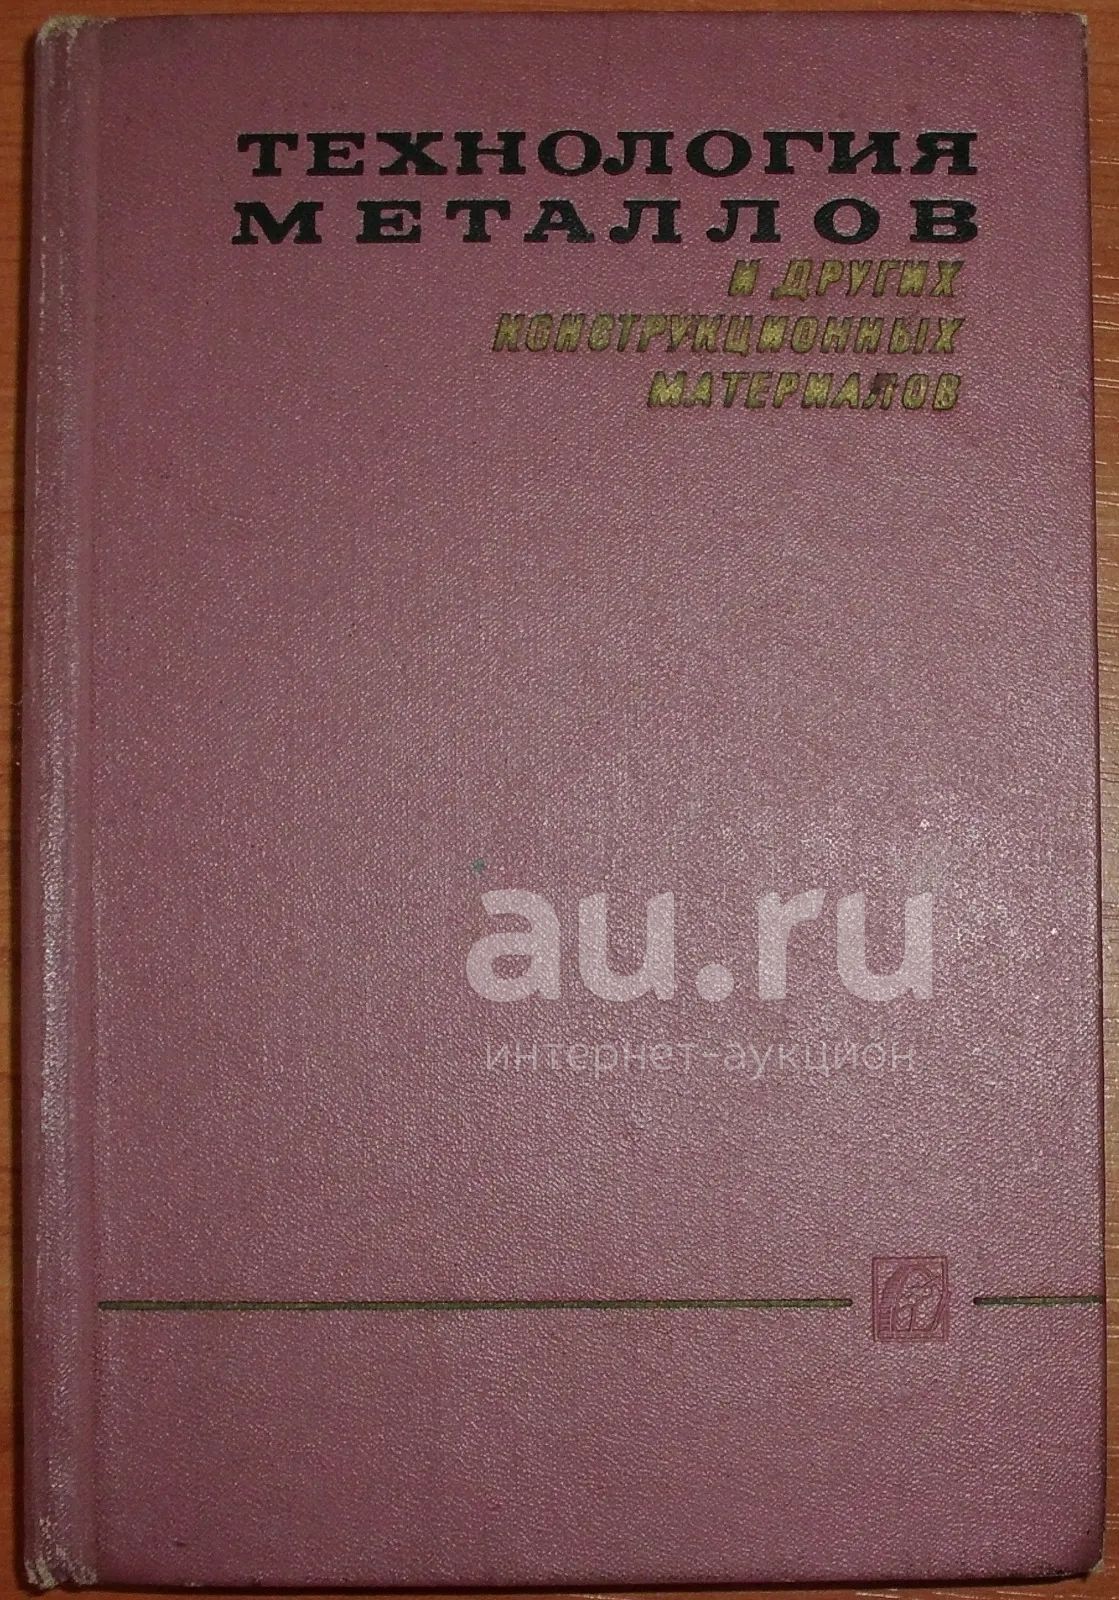 ТЕХНОЛОГИЯ
МЕТАЛЛОВ
И ДРУГИХ
КОНСТРУКЦИОННЫХ
МАТЕРИАЛОВ
au.ru
интернет-аукцион